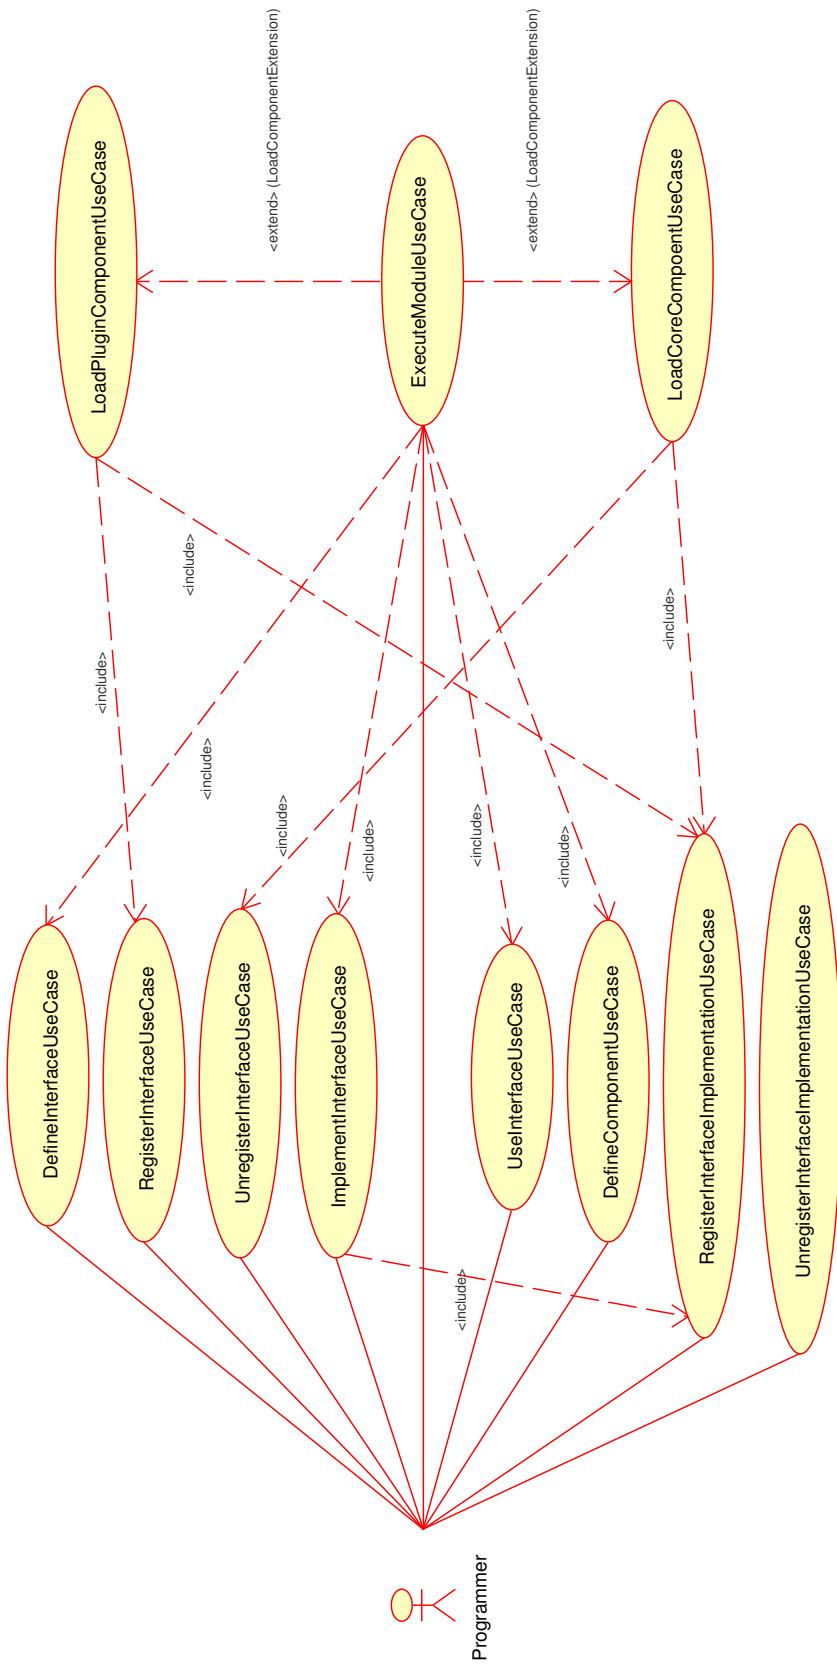 DefineInterfaceUseCase
RegisterInterfaceUseCase
UnregisterInterfaceUseCase
ImplementInterfaceUseCase
Programmer
UseInterfaceUseCase
DefineComponentUseCase
RegisterInterfaceImplementationUseCase
UnregisterInterfaceImplementationUseCase
<include>
<include>
<include>
<include>
<include>
<include>
<include>
<include>
<include>
LoadPluginComponentUseCase
<extend> (LoadComponentExtension)
ExecuteModuleUseCase
<extend> (LoadComponentExtension)
LoadCoreCompoentUseCase